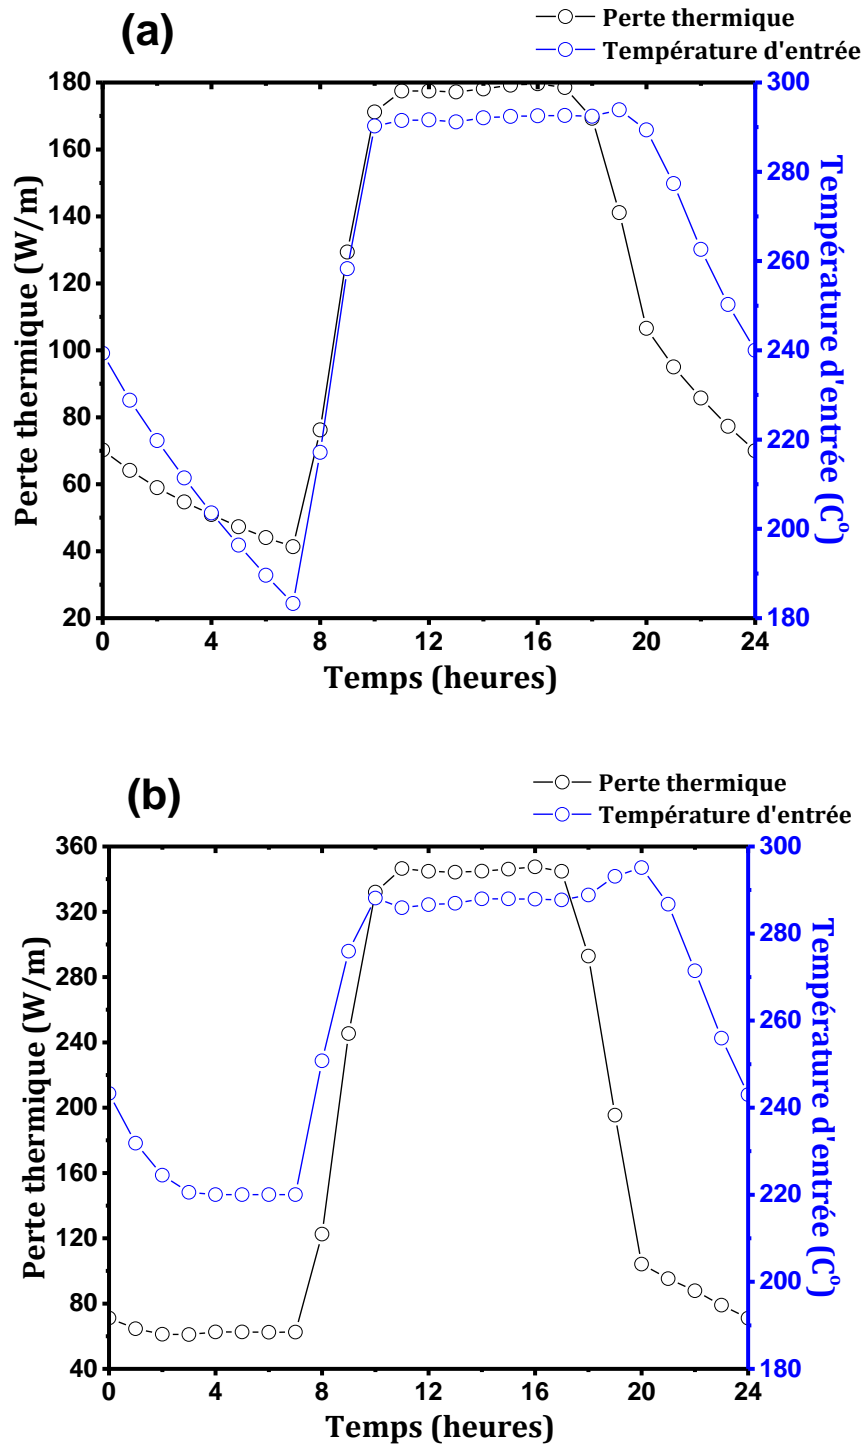 (a)
Perte thermique
Température d'entrée
180
160
140
120
100
80
60
40
20
Perte thermique (W/m)
300
280
260
240
220
200
180
Température d'entrée (C°)
0 4 8 12 16 20 24
Temps (heures)
(b)
Perte thermique
Température d'entrée
360
320
280
240
200
160
120
80
40
Perte thermique (W/m)
300
280
260
240
220
200
180
Température d'entrée (C°)
0 4 8 12 16 20 24
Temps (heures)